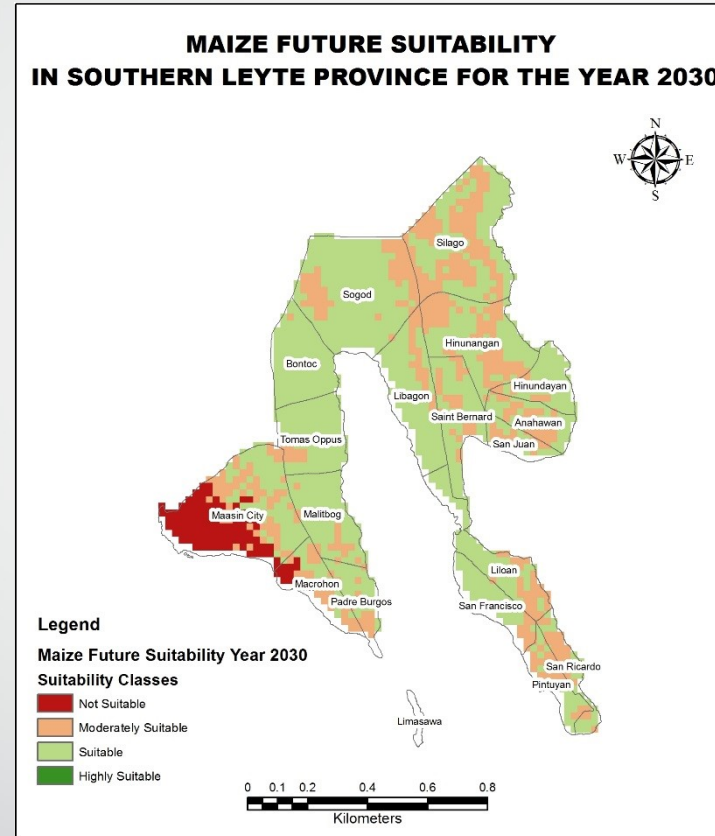 MAIZE FUTURE SUITABILITY
IN SOUTHERN LEYTE PROVINCE FOR THE YEAR 2030
N
W E
S
Silago
Sogod
Hinunangan
Bontoc
Hinundayan
Libagon
Saint Bernard
Anahawan
Tomas Oppus
San Juan
Maasin City
Malitbog
Liloan
Macrohon
Padre Burgos
San Francisco
San Ricardo
Pintuyan
Limasawa
Legend
Maize Future Suitability Year 2030
Suitability Classes
Not Suitable
Moderately Suitable
Suitable
Highly Suitable
0 0.1 0.2 0.4 0.6 0.8
Kilometers